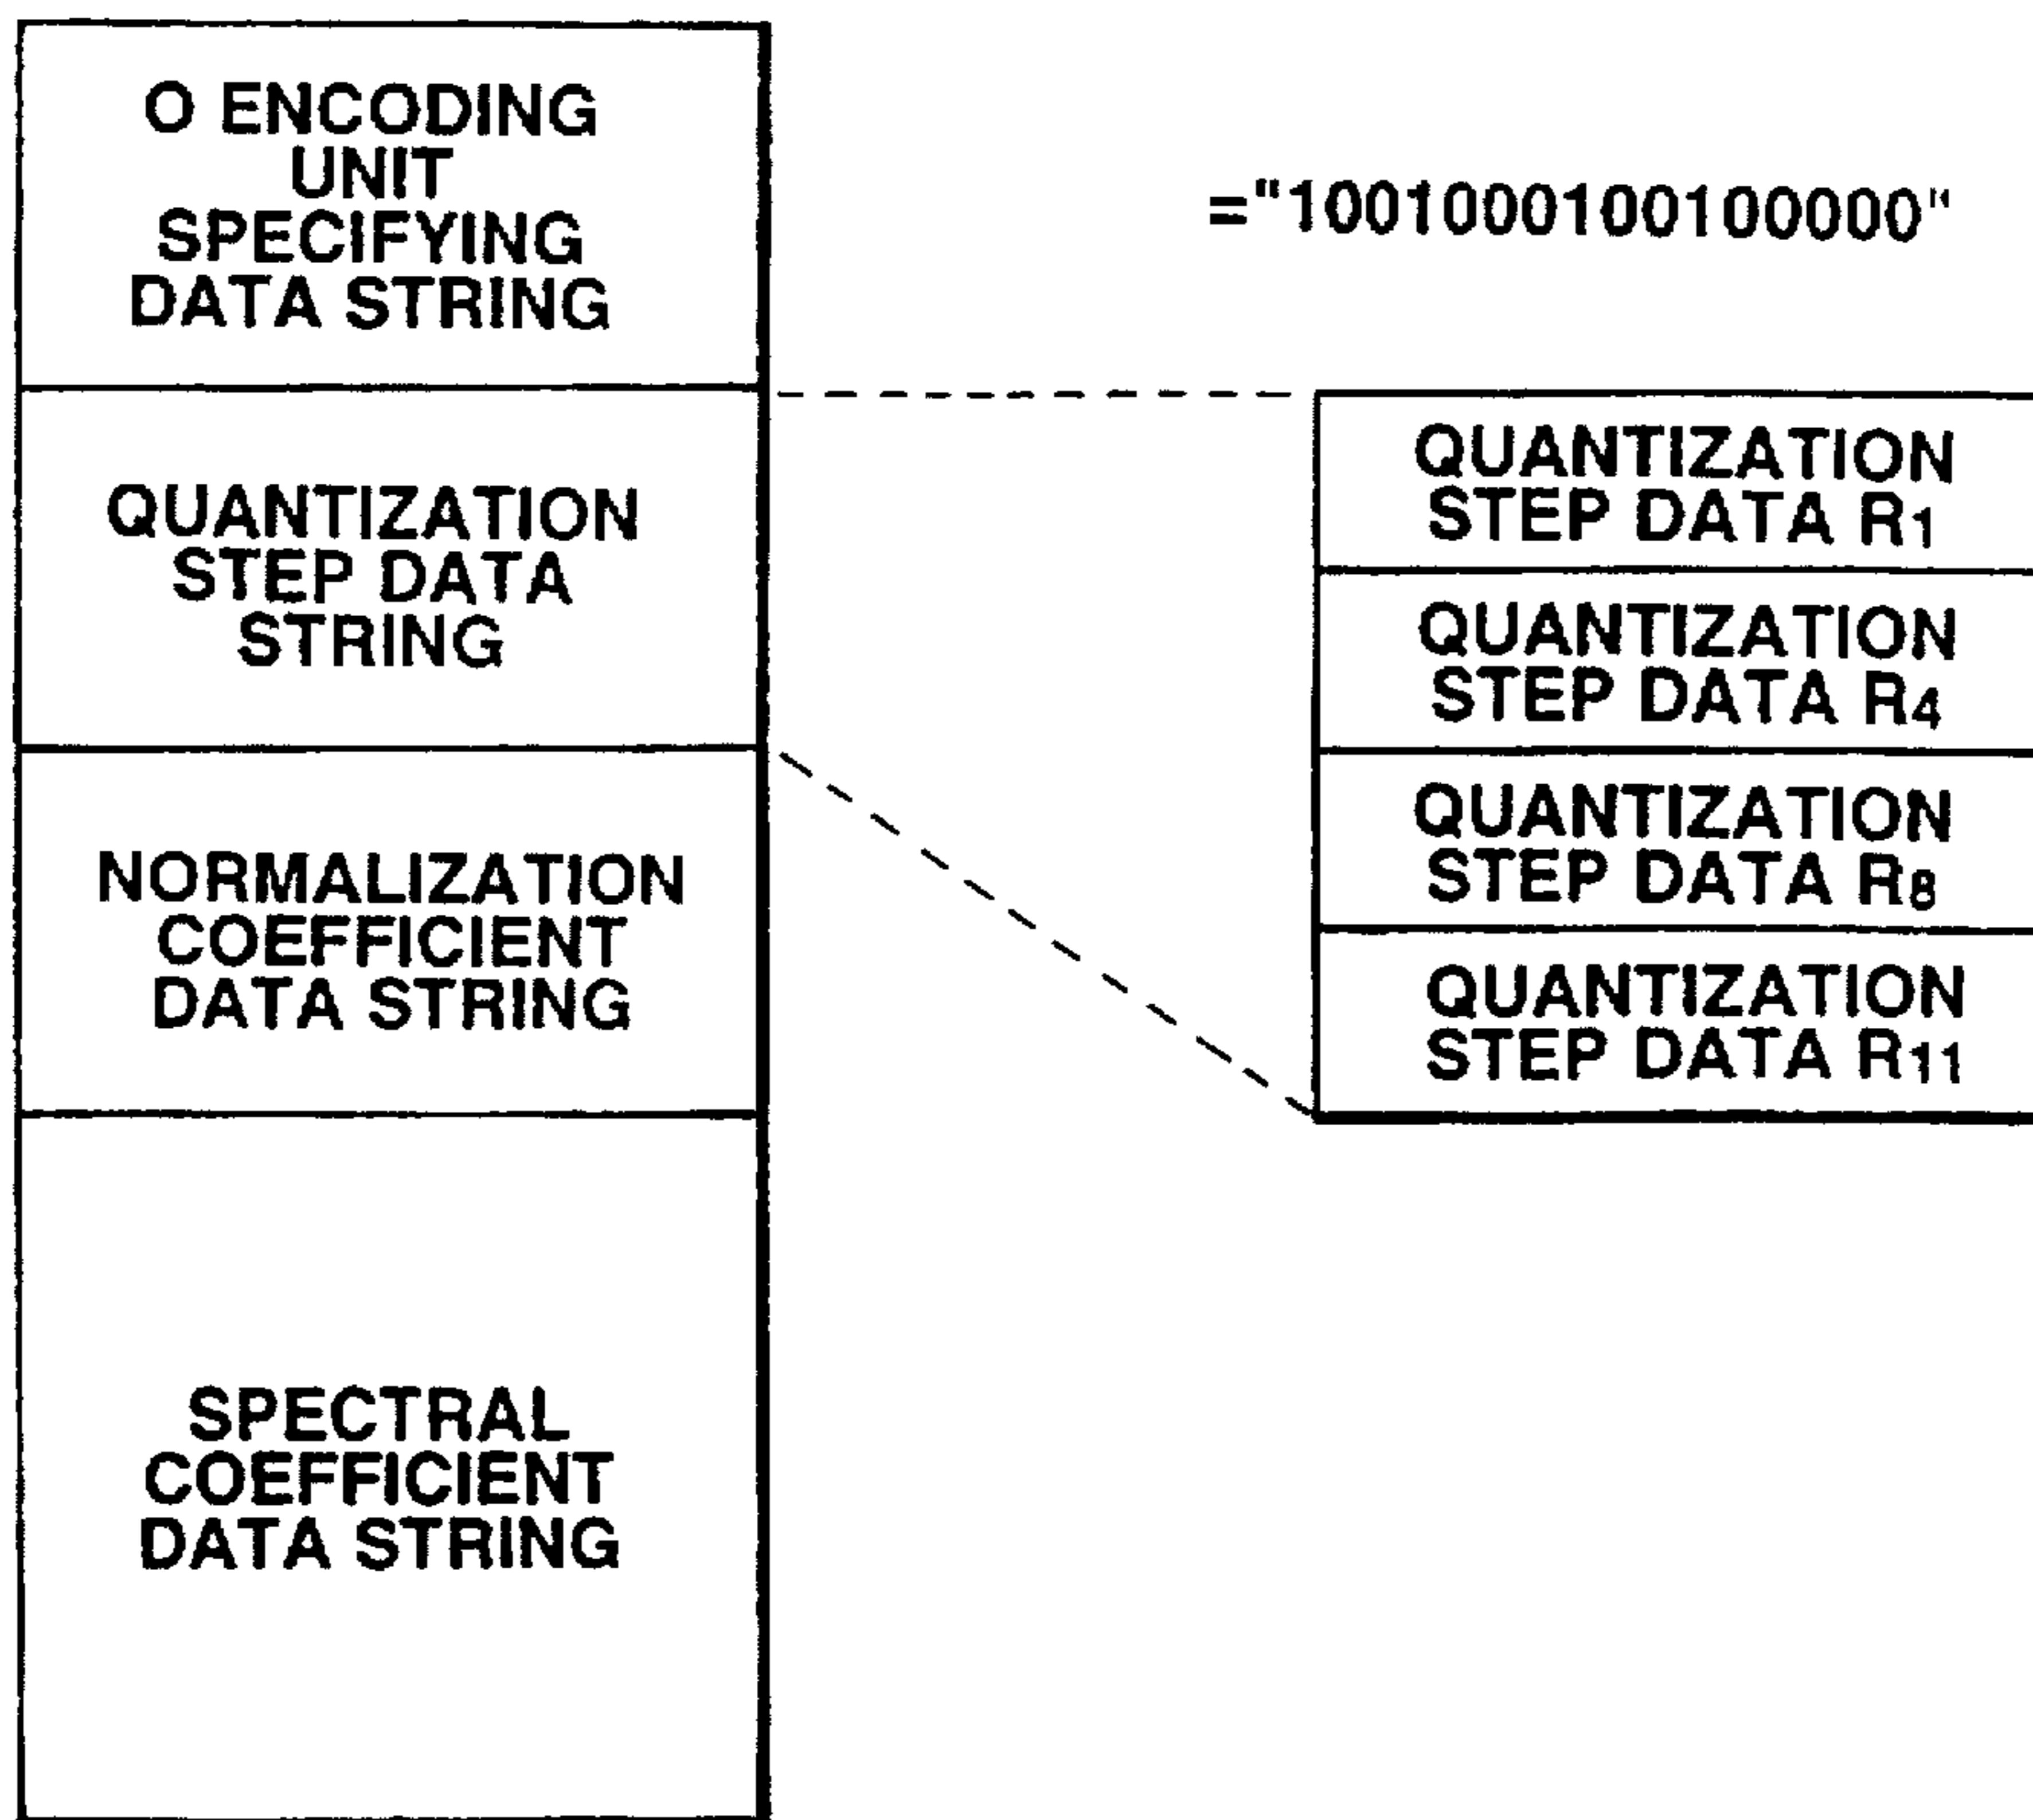 O ENCODING
UNIT
SPECIFYING
DATA STRING
="1001000100100000"
QUANTIZATION
STEP DATA
STRING
QUANTIZATION
STEP DATA R1
QUANTIZATION
STEP DATA R4
QUANTIZATION
STEP DATA R8
QUANTIZATION
STEP DATA R11
NORMALIZATION
COEFFICIENT
DATA STRING
SPECTRAL
COEFFICIENT
DATA STRING